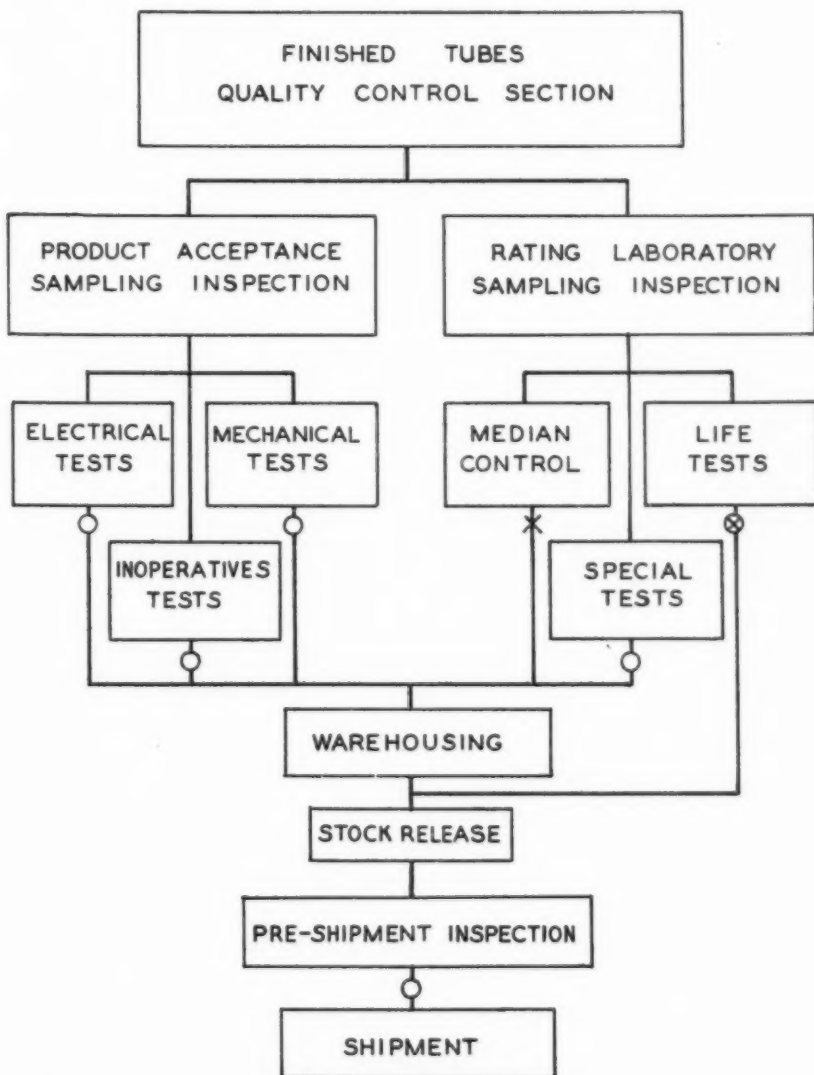 FINISHED TUBES
QUALITY CONTROL SECTION
PRODUCT ACCEPTANCE
SAMPLING INSPECTION
RATING LABORATORY
SAMPLING INSPECTION
ELECTRICAL
TESTS
MECHANICAL
TESTS
MEDIAN
CONTROL
LIFE
TESTS
INOPERATIVES
TESTS
SPECIAL
TESTS
WAREHOUSING
STOCK RELEASE
PRE-SHIPMENT INSPECTION
SHIPMENT